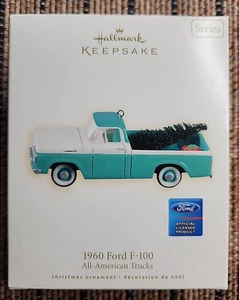 Hallmark
KEEPSAKE
Series
Ford
OFFICIAL
LICENSED
PRODUCT
1960 Ford F-100
All-American Trucks
christmas ornament • décoration de noël